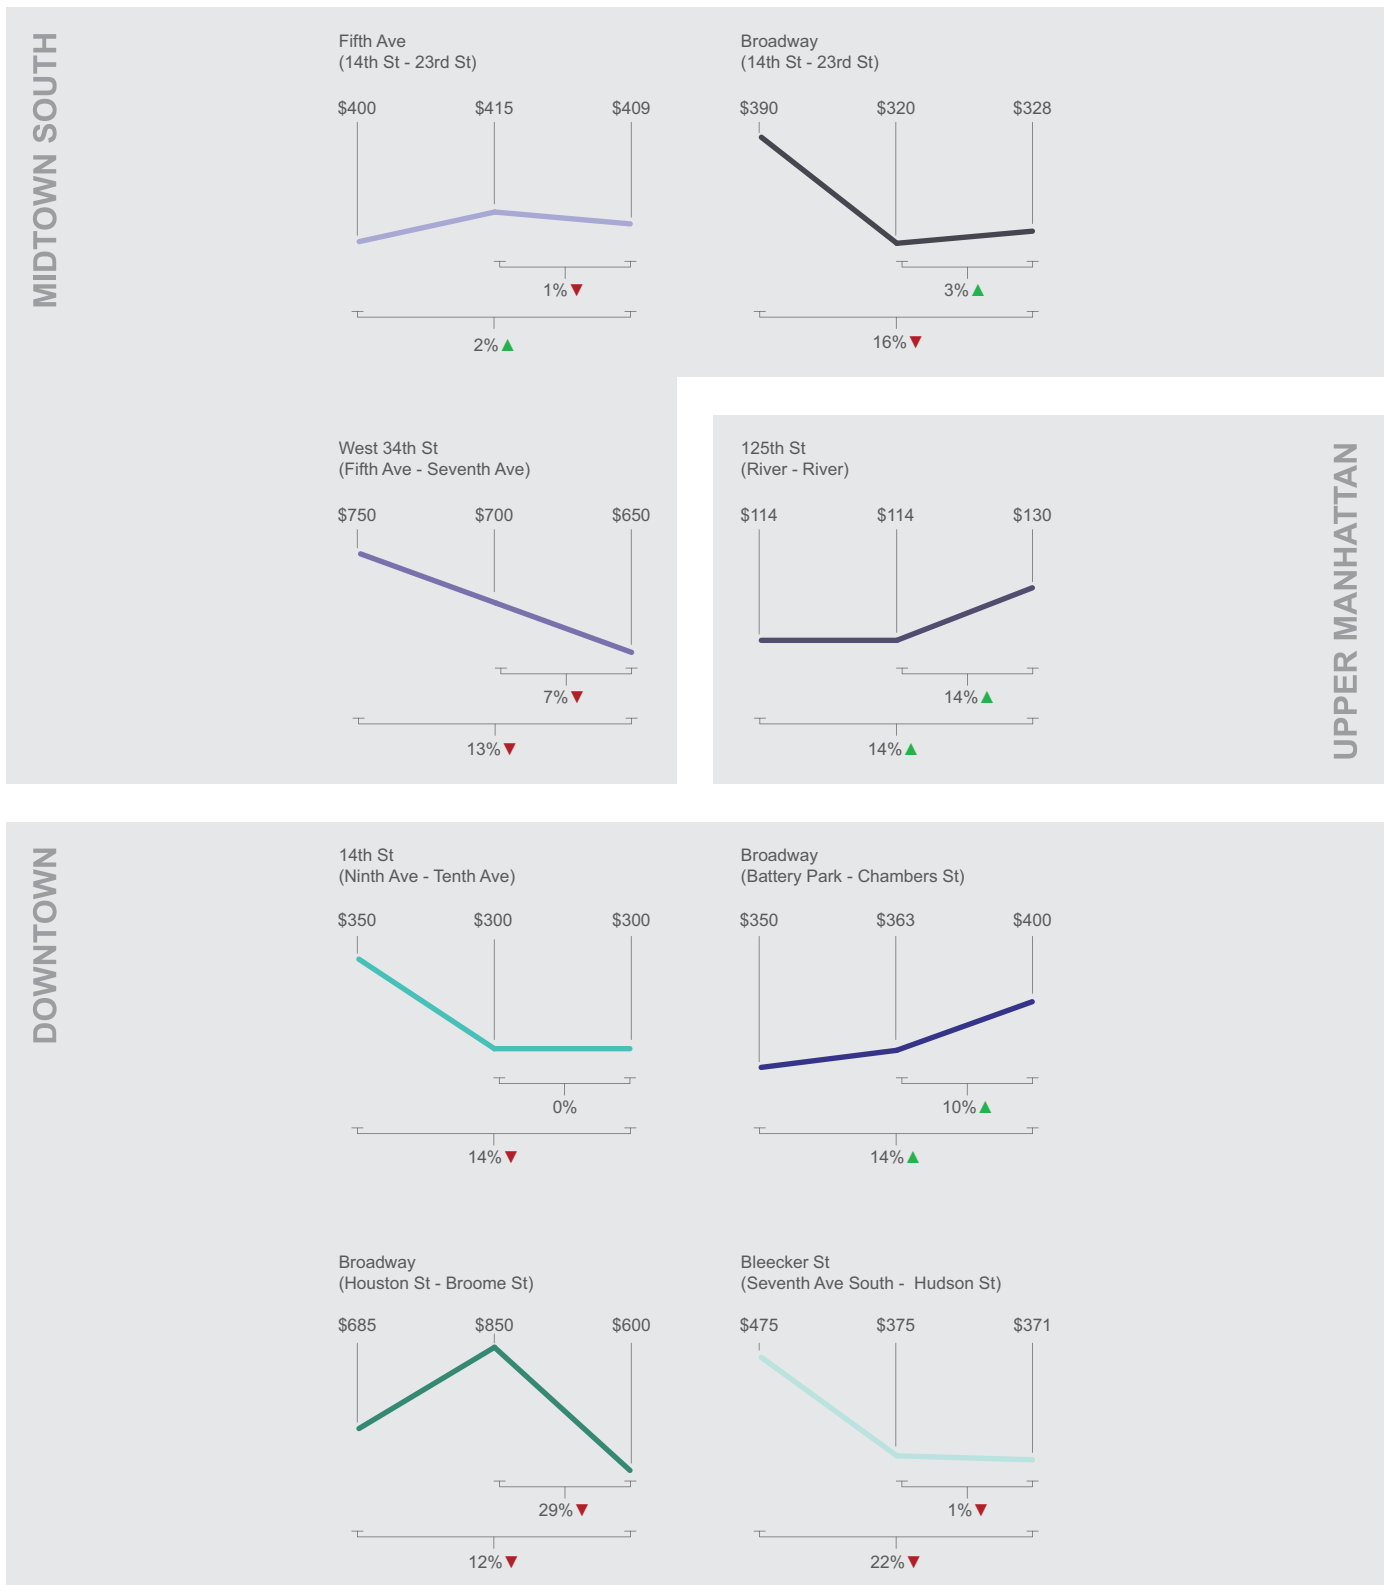 MIDTOWN SOUTH
Fifth Ave
(14th St - 23rd St)
$400 $415 $409
1%
2%
Broadway
(14th St - 23rd St)
$390 $320 $328
3%
16%
West 34th St
(Fifth Ave - Seventh Ave)
$750 $700 $650
7%
13%
UPPER MANHATTAN
125th St
(River - River)
$114 $114 $130
14%
14%
DOWNTOWN
14th St
(Ninth Ave - Tenth Ave)
$350 $300 $300
0%
14%
Broadway
(Battery Park - Chambers St)
$350 $363 $400
10%
14%
Broadway
(Houston St - Broome St)
$685 $850 $600
29%
12%
Bleecker St
(Seventh Ave South - Hudson St)
$475 $375 $371
1%
22%